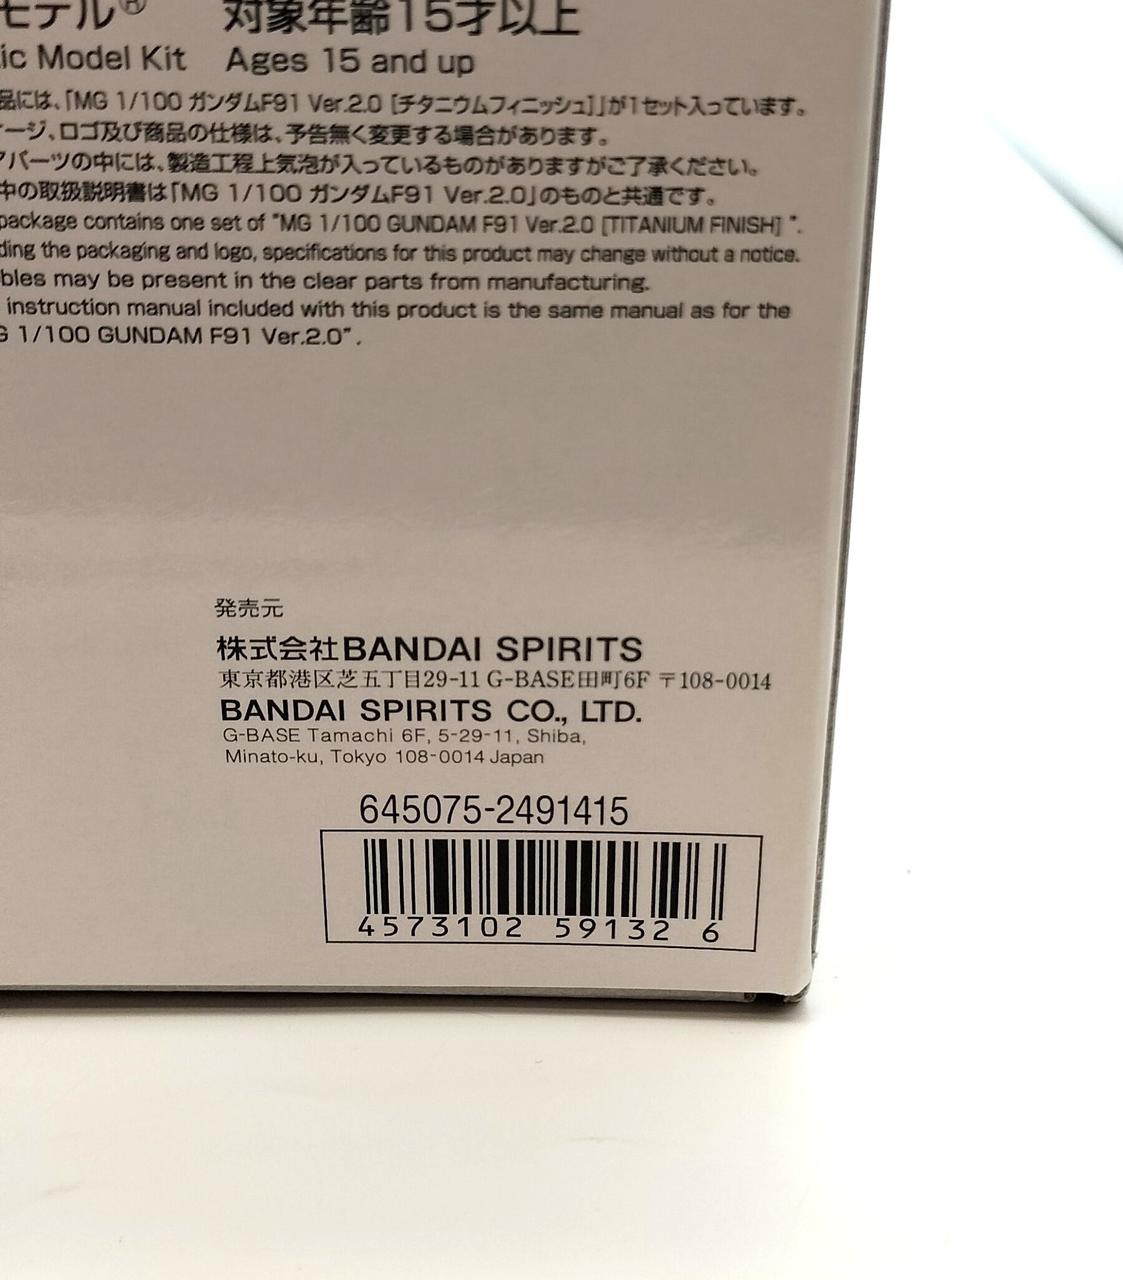 モデル® 対象年齢15才以上
ic Model Kit Ages 15 and up
品には、「MG 1/100 ガンダムF91 Ver.2.0 [チタニウムフィニッシュ]」が1セット入っています。
ージ、ロゴ及び商品の仕様は、予告無く変更する場合があります。
アパーツの中には、製造工程上気泡が入っているものがありますがご了承ください。
中の取扱説明書は「MG 1/100 ガンダムF91 Ver.2.0」のものと共通です。
package contains one set of "MG 1/100 GUNDAM F91 Ver.2.0 [TITANIUM FINISH] ".
ding the packaging and logo, specifications for this product may change without a notice.
bles may be present in the clear parts from manufacturing.
instruction manual included with this product is the same manual as for the
G 1/100 GUNDAM F91 Ver.2.0".
発売元
株式会社BANDAI SPIRITS
東京都港区芝五丁目29-11 G-BASE田町6F 〒108-0014
BANDAI SPIRITS CO., LTD.
G-BASE Tamachi 6F, 5-29-11, Shiba,
Minato-ku, Tokyo 108-0014 Japan
645075-2491415
4573102 59132 6